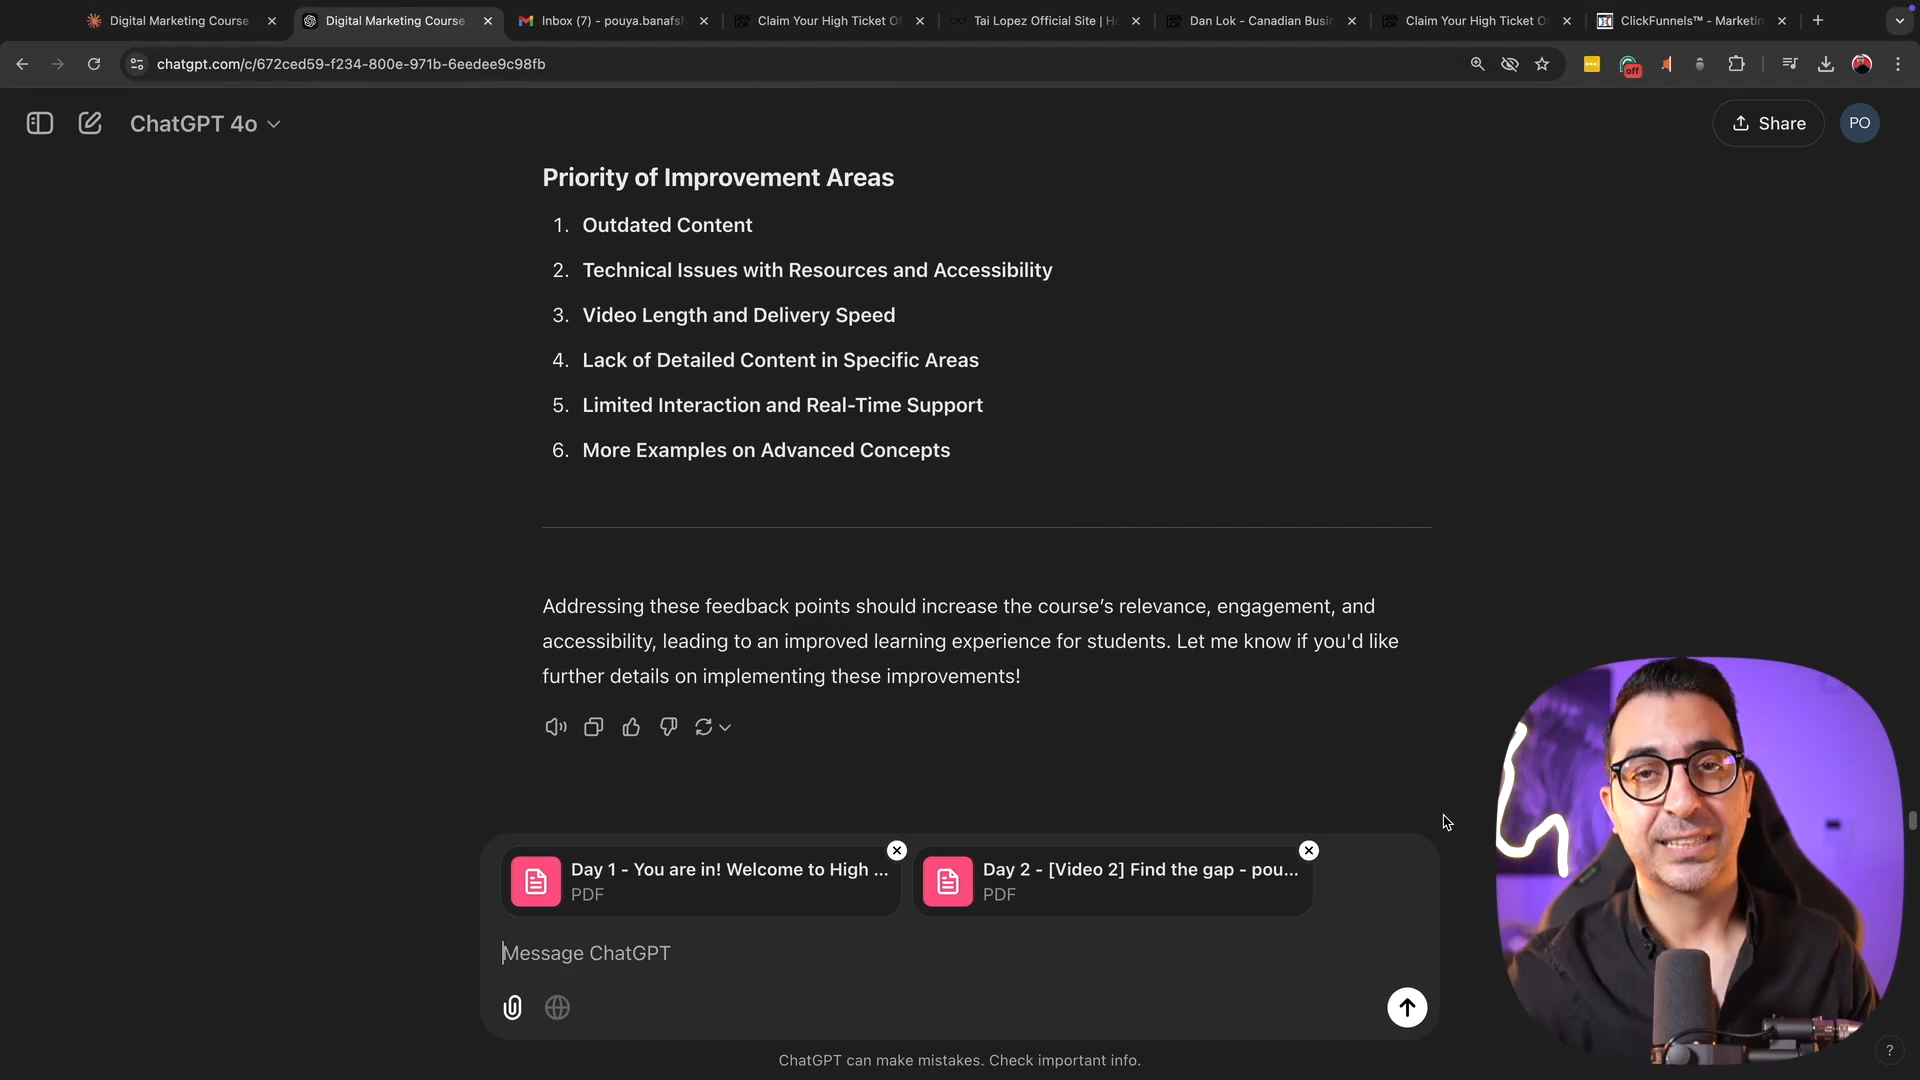 Digital Marketing Course
Digital Marketing Course
Inbox (7) - pouya.banafsh
Claim Your High Ticket Of
Tai Lopez Official Site | Ho
Dan Lok - Canadian Busin
Claim Your High Ticket O
ClickFunnels™ - Marketin
chatgpt.com/c/672ced59-f234-800e-971b-6eedee9c98fb
off
ChatGPT 4o
Share
PO
Priority of Improvement Areas
1. Outdated Content
2. Technical Issues with Resources and Accessibility
3. Video Length and Delivery Speed
4. Lack of Detailed Content in Specific Areas
5. Limited Interaction and Real-Time Support
6. More Examples on Advanced Concepts
Addressing these feedback points should increase the course’s relevance, engagement, and
accessibility, leading to an improved learning experience for students. Let me know if you'd like
further details on implementing these improvements!
Day 1 - You are in! Welcome to High ...
PDF
Day 2 - [Video 2] Find the gap - pou...
PDF
Message ChatGPT
ChatGPT can make mistakes. Check important info.
?